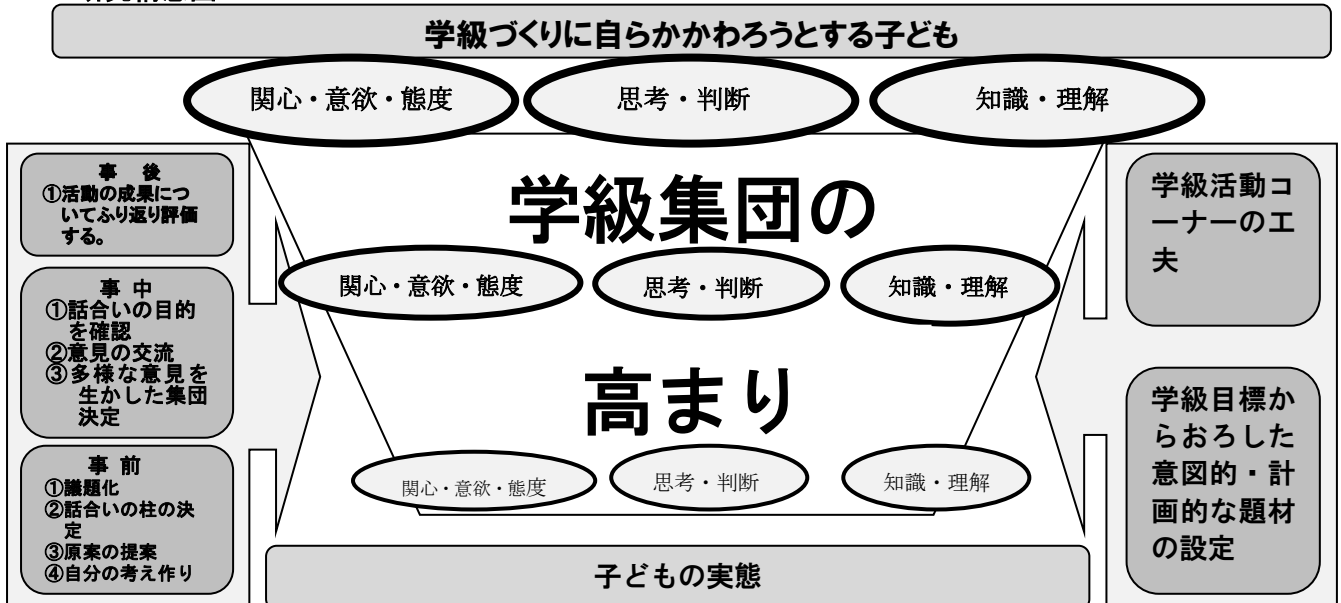 学級づくりに自らかかわろうとする子ども
関心・意欲・態度
思考・判断
知識・理解
事 後
①活動の成果につ
いてふり返り評価
する。
事 中
①話合いの目的
を確認
②意見の交流
③多様な意見を
生かした集団
決定
事 前
①議題化
②話合いの柱の決
定
③原案の提案
④自分の考え作り
学級集団の
関心・意欲・態度
思考・判断
知識・理解
高まり
関心・意欲・態度
思考・判断
知識・理解
子どもの実態
学級活動コ
ーナーのエ
夫
学級目標か
らおろした
意図的・計
画的な題材
の設定